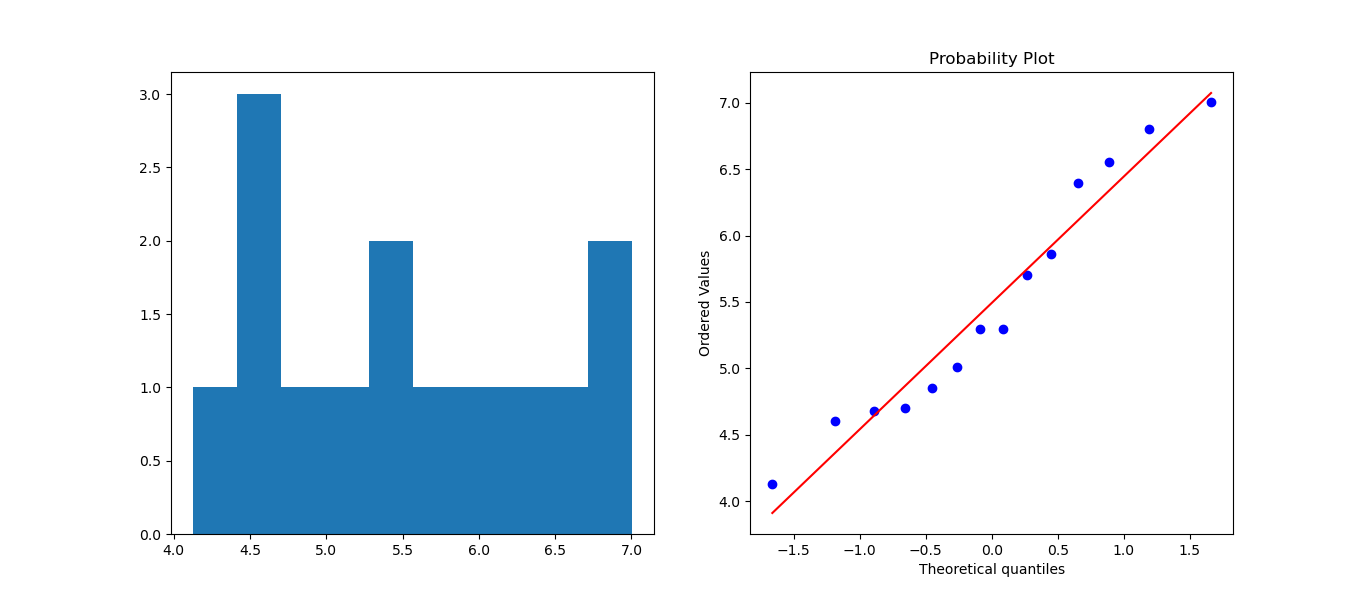 3.0
2.5
2.0
1.5
1.0
0.5
0.0
4.0 4.5 5.0 5.5 6.0 6.5 7.0
Probability Plot
Ordered Values
7.0
6.5
6.0
5.5
5.0
4.5
4.0
−1.5 −1.0 −0.5 0.0 0.5 1.0 1.5
Theoretical quantiles